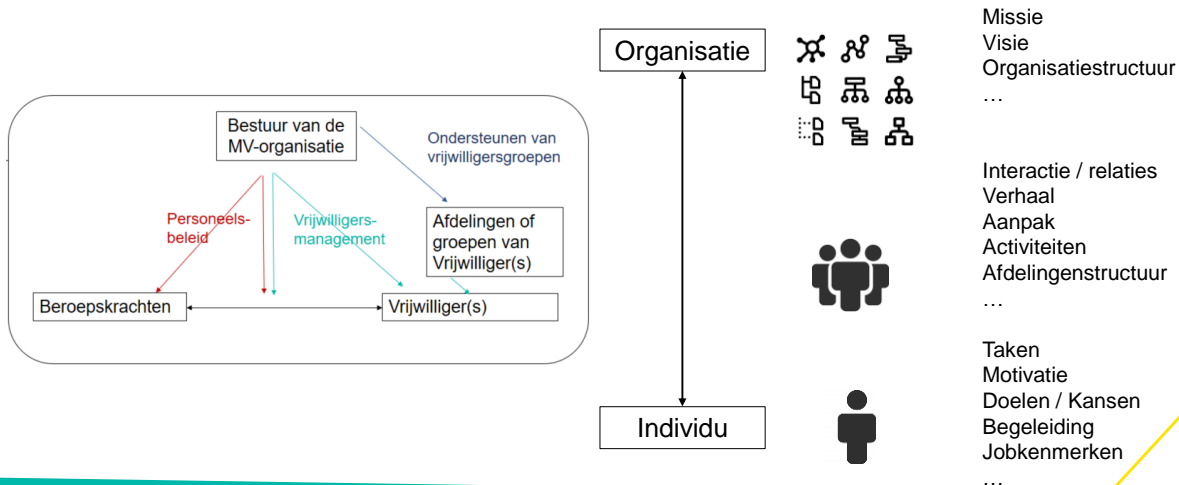 Bestuur van de
MV-organisatie
Ondersteunen van
vrijwilligersgroepen
Personeels-
beleid
Vrijwilligers-
management
Afdelingen of
groepen van
Vrijwilliger(s)
Beroepskrachten
Vrijwilliger(s)
Organisatie
Individu
Missie
Visie
Organisatiestructuur
…
Interactie / relaties
Verhaal
Aanpak
Activiteiten
Afdelingenstructuur
…
Taken
Motivatie
Doelen / Kansen
Begeleiding
Jobkenmerken
…